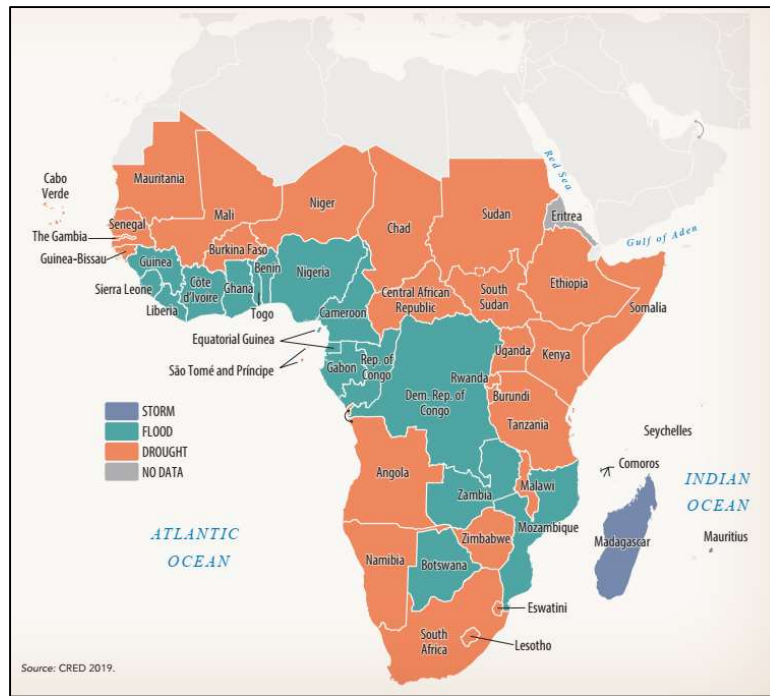 Red Sea
Cabo
Verde
Mauritania
Mali
Niger
Chad
Sudan
Eritrea
Gulf of Aden
Senegal
The Gambia
Guinea-Bissau
Burkina Faso
Guinea
Sierra Leone
Liberia
Côte
d'Ivoire
Ghana
Benin
Togo
Nigeria
Cameroon
Central African
Republic
South
Sudan
Ethiopia
Somalia
Equatorial Guinea
São Tomé and Príncipe
Gabon
Rep. of
Congo
Dem. Rep. of
Congo
Uganda
Kenya
Rwanda
Burundi
Tanzania
STORM
FLOOD
DROUGHT
NO DATA
Seychelles
Comoros
INDIAN
OCEAN
Mauritius
Madagascar
Angola
Zambia
Malawi
Mozambique
Zimbabwe
ATLANTIC
OCEAN
Namibia
Botswana
Eswatini
South
Africa
Lesotho
Source: CRED 2019.